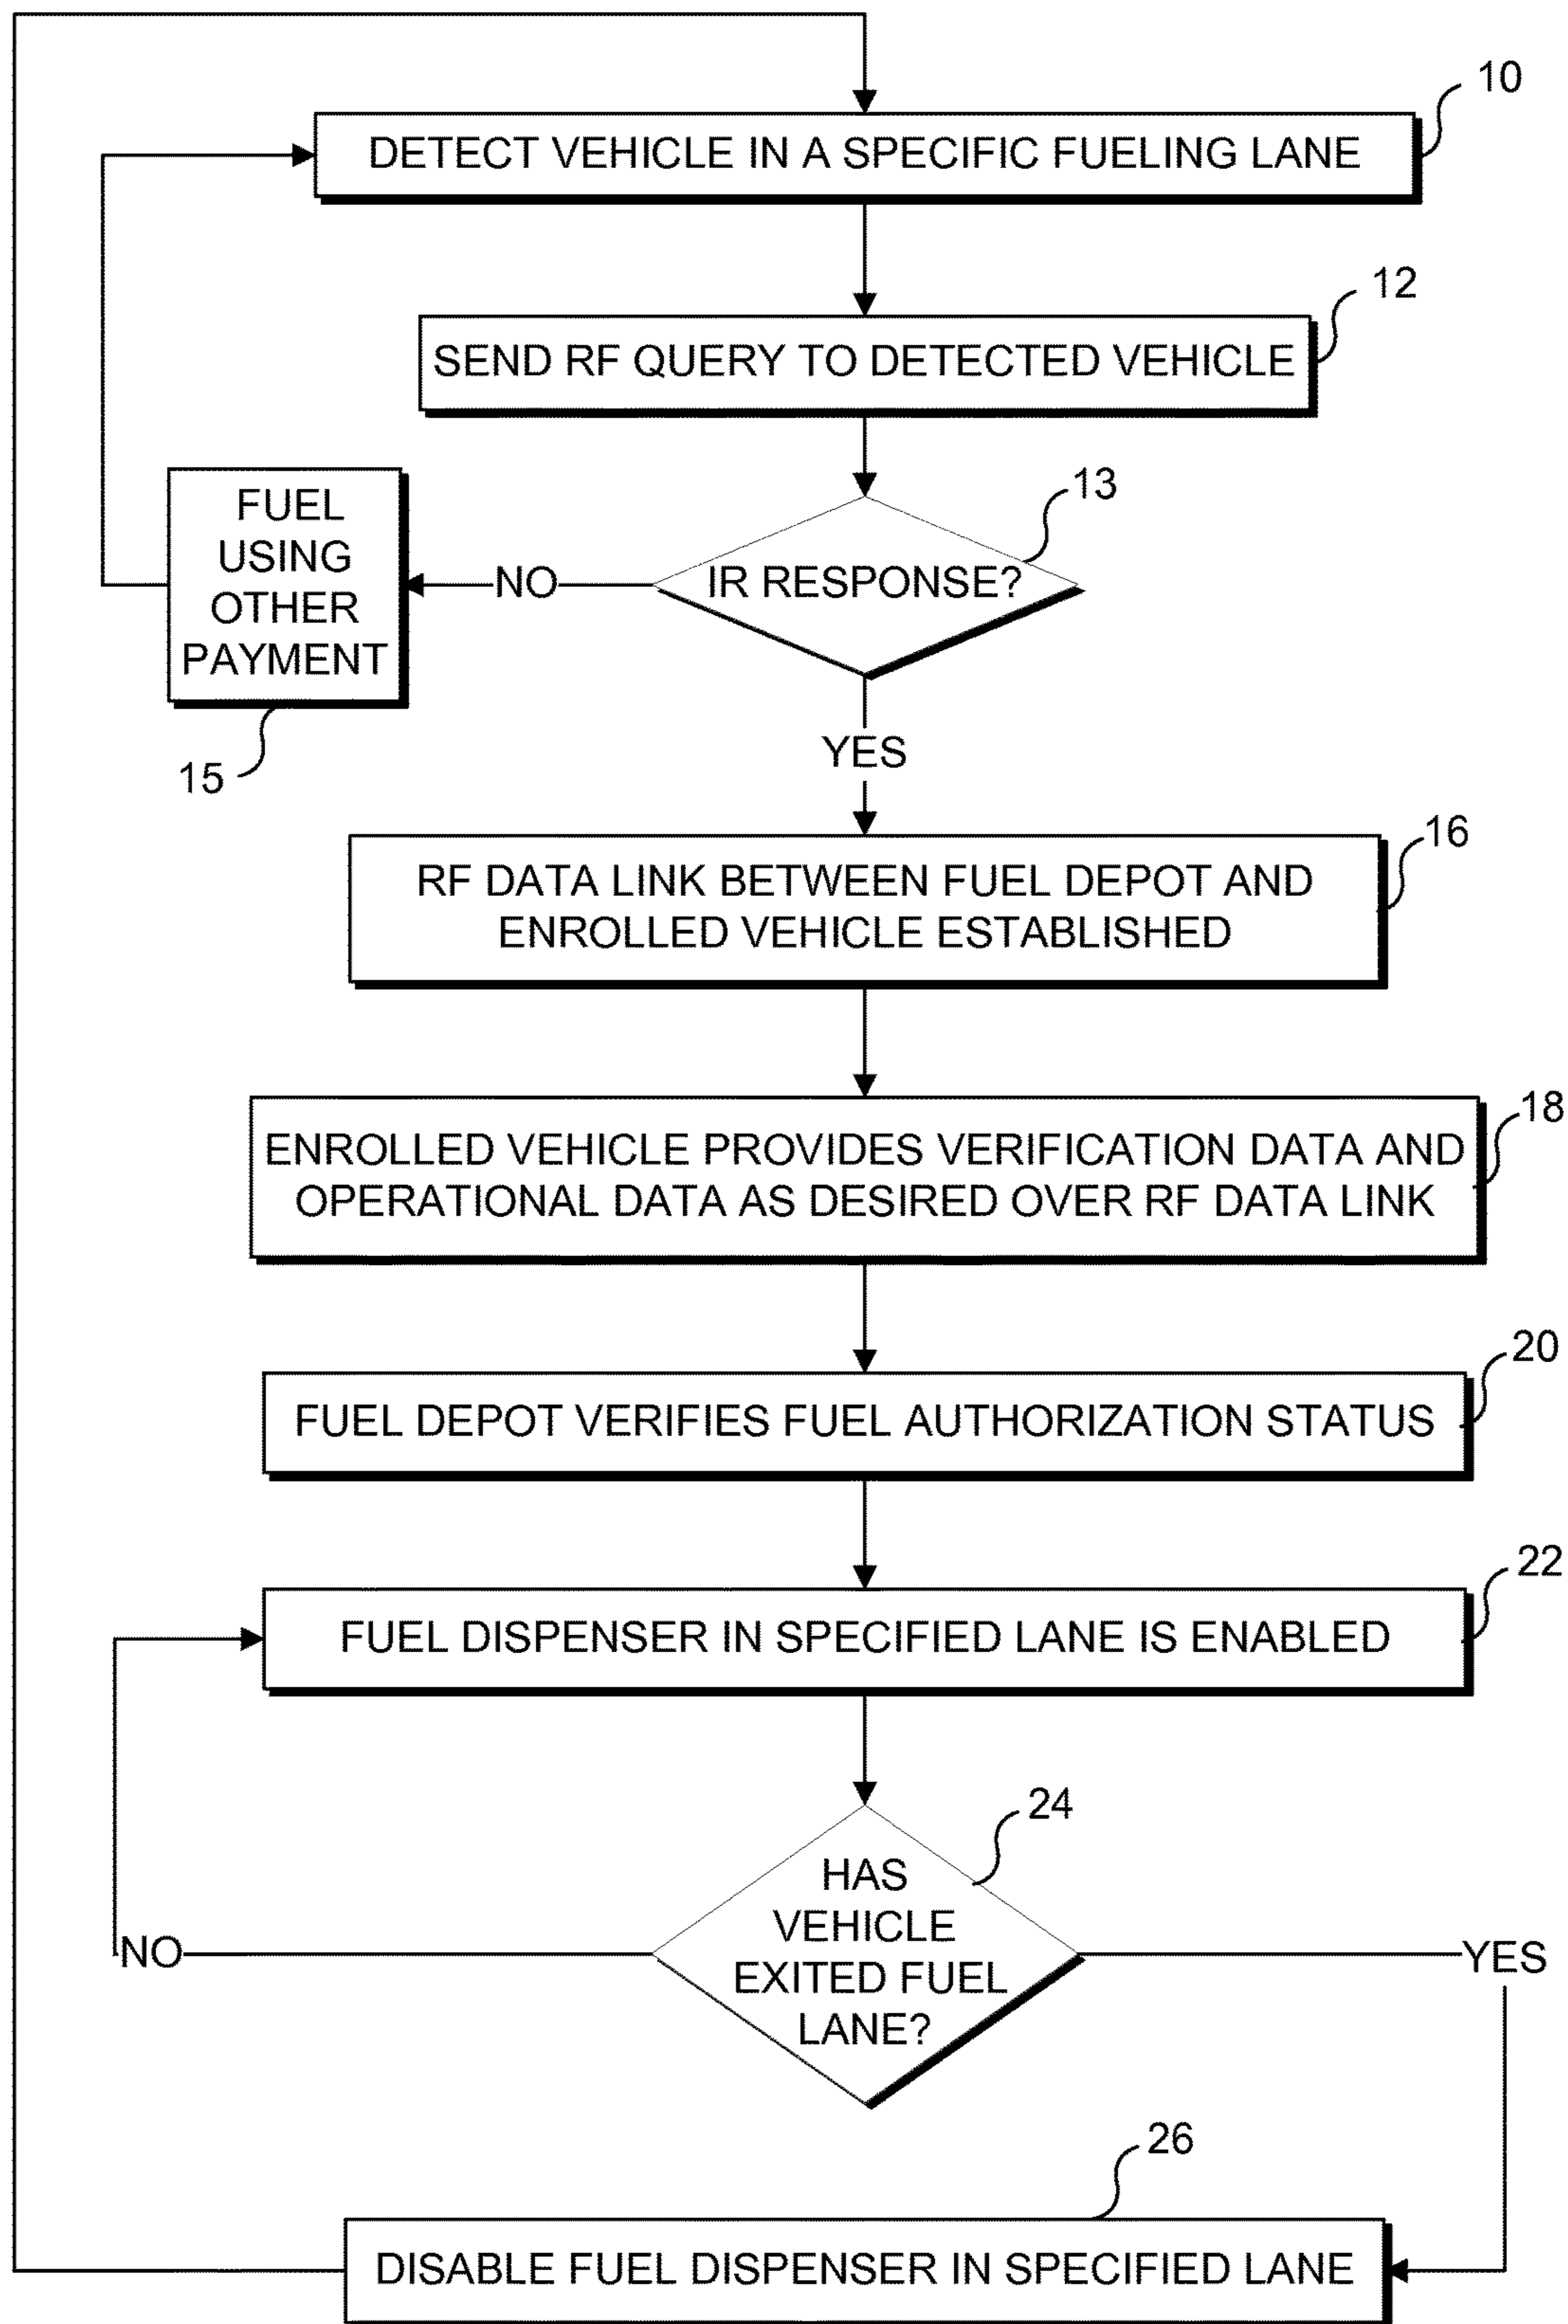 10
DETECT VEHICLE IN A SPECIFIC FUELING LANE
12
SEND RF QUERY TO DETECTED VEHICLE
13
IR RESPONSE?
NO
FUEL
USING
OTHER
PAYMENT
15
YES
16
RF DATA LINK BETWEEN FUEL DEPOT AND
ENROLLED VEHICLE ESTABLISHED
18
ENROLLED VEHICLE PROVIDES VERIFICATION DATA AND
OPERATIONAL DATA AS DESIRED OVER RF DATA LINK
20
FUEL DEPOT VERIFIES FUEL AUTHORIZATION STATUS
22
FUEL DISPENSER IN SPECIFIED LANE IS ENABLED
24
HAS
VEHICLE
EXITED FUEL
LANE?
NO
YES
26
DISABLE FUEL DISPENSER IN SPECIFIED LANE